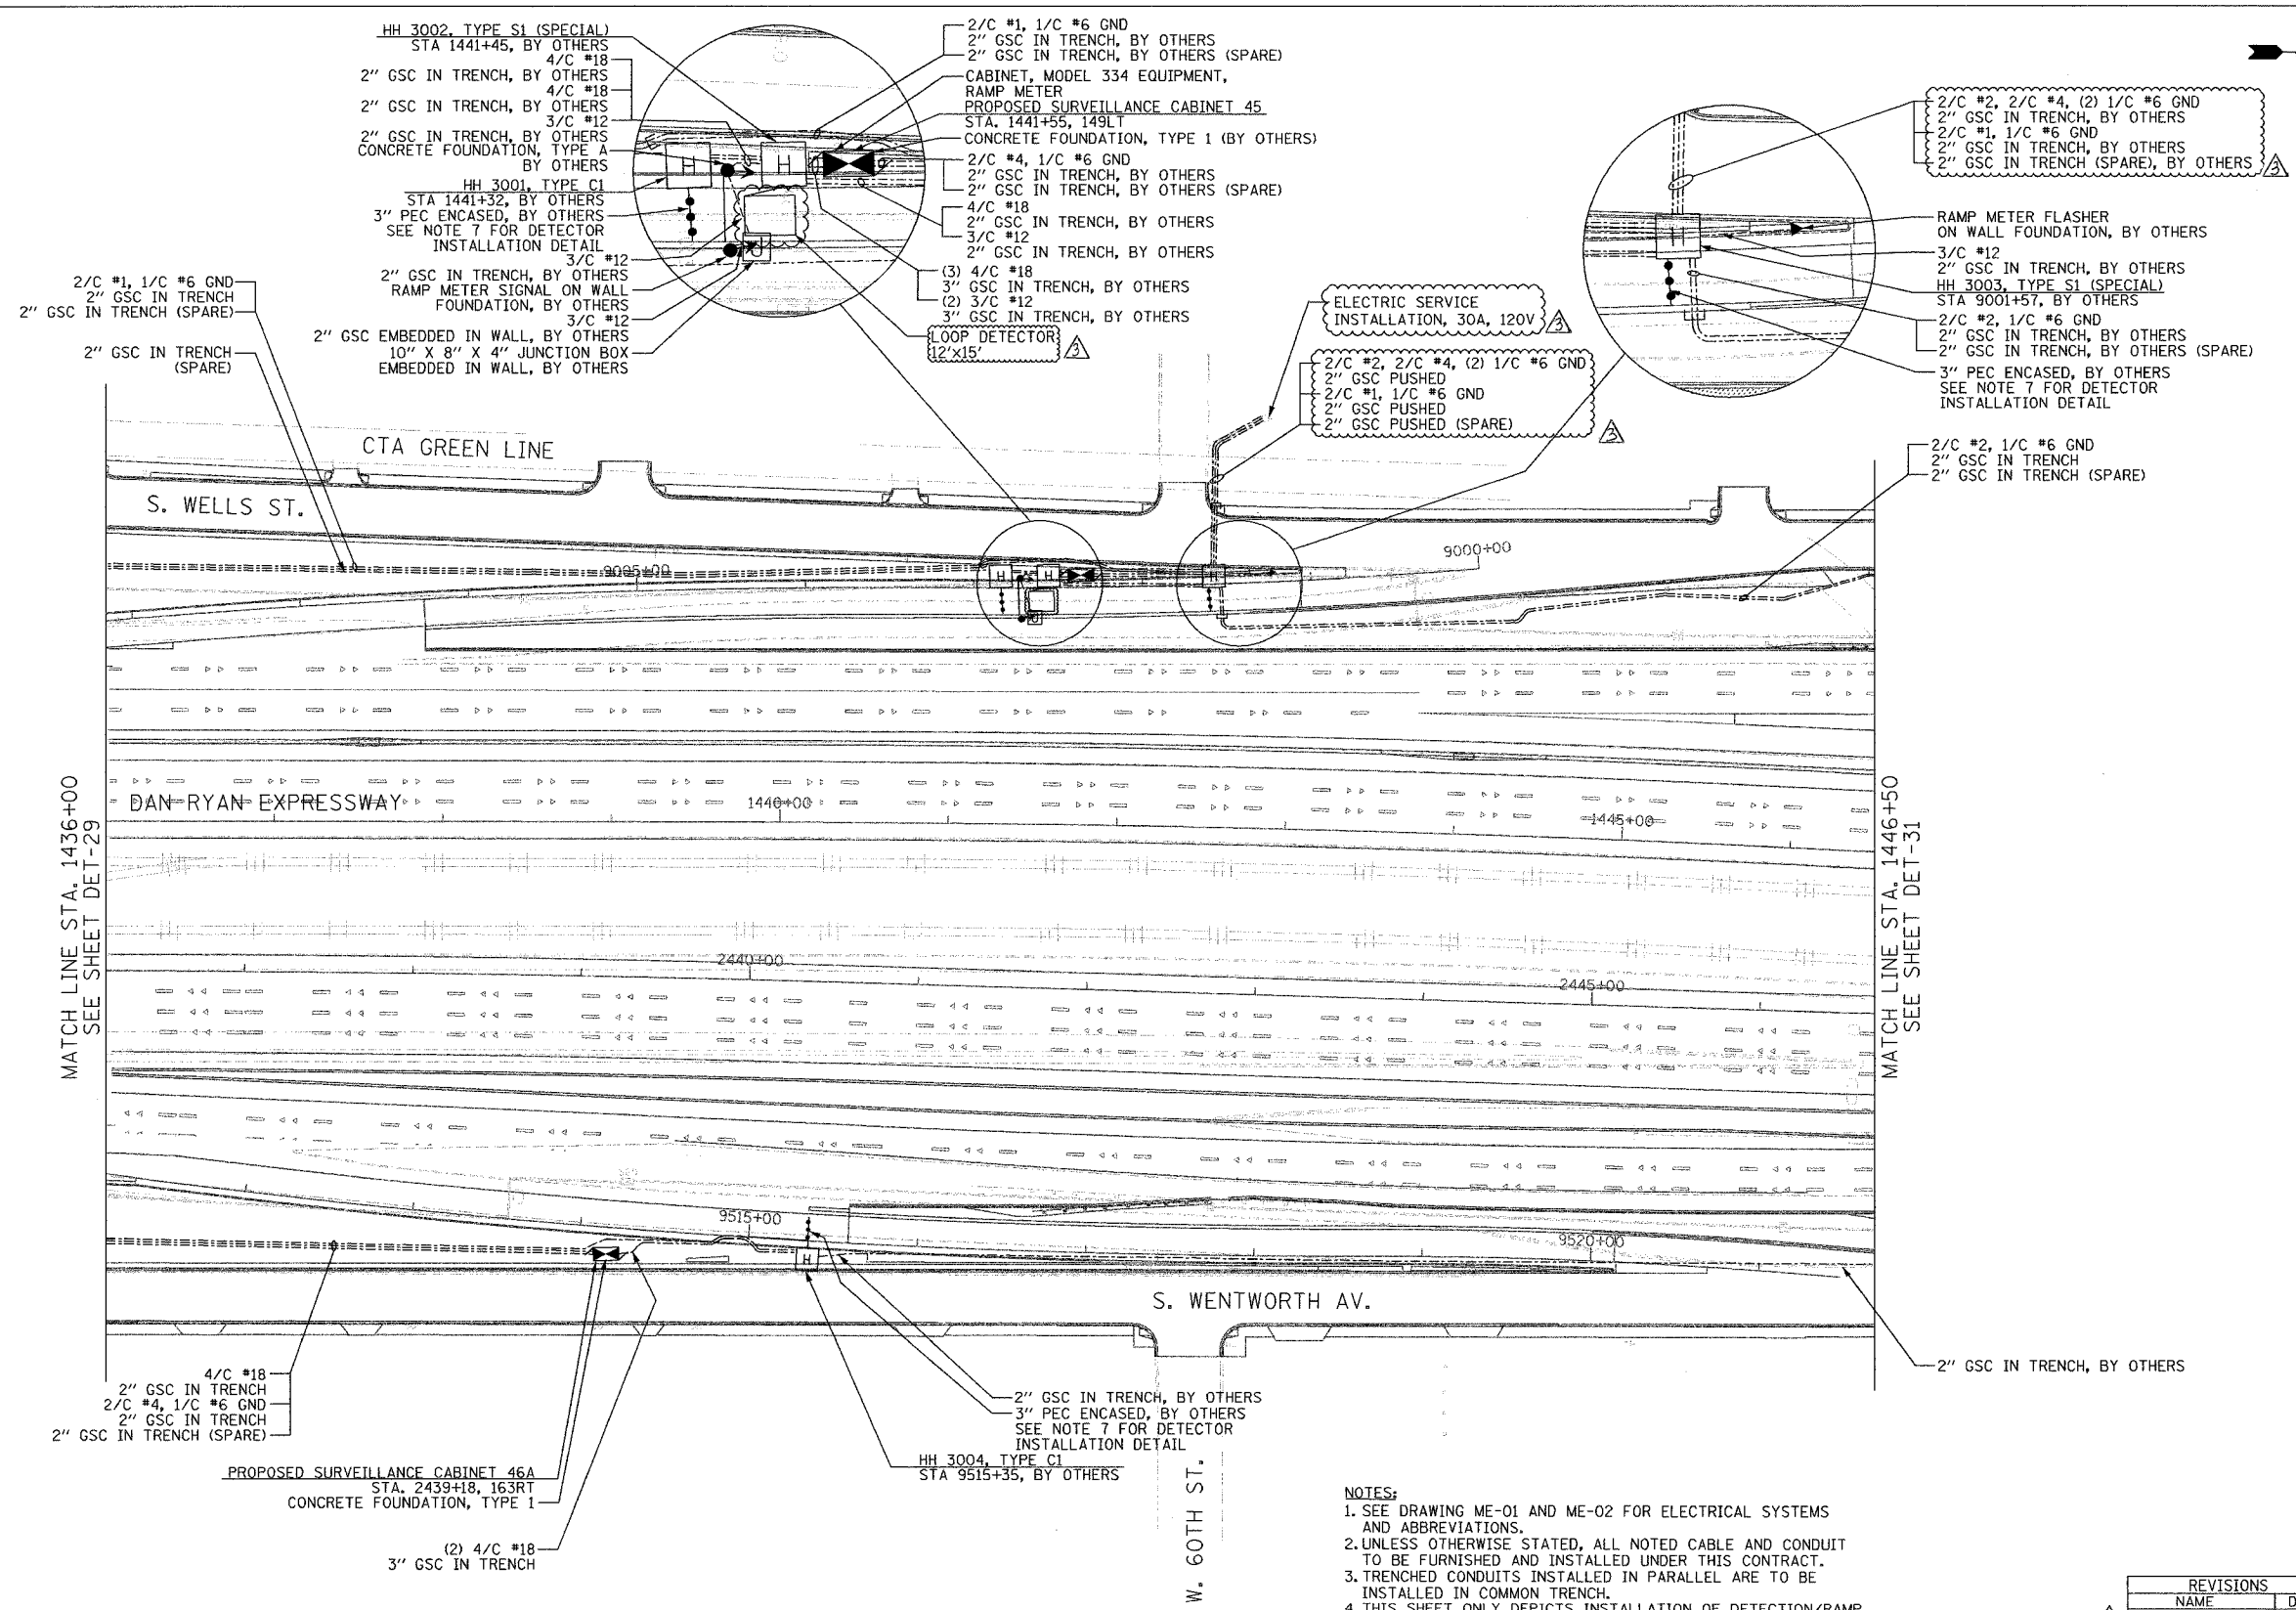 HH 3002, TYPE S1 (SPECIAL)
STA 1441+45, BY OTHERS
4/C #18
2" GSC IN TRENCH, BY OTHERS
4/C #18
2" GSC IN TRENCH, BY OTHERS
3/C #12
2" GSC IN TRENCH, BY OTHERS
CONCRETE FOUNDATION, TYPE A
BY OTHERS
HH 3001, TYPE C1
STA 1441+32, BY OTHERS
3" PEC ENCASED, BY OTHERS
SEE NOTE 7 FOR DETECTOR
INSTALLATION DETAIL
3/C #12
2" GSC IN TRENCH, BY OTHERS
RAMP METER SIGNAL ON WALL
FOUNDATION, BY OTHERS
3/C #12
2" GSC EMBEDDED IN WALL, BY OTHERS
10" X 8" X 4" JUNCTION BOX
EMBEDDED IN WALL, BY OTHERS
2/C #1, 1/C #6 GND
2" GSC IN TRENCH
2" GSC IN TRENCH (SPARE)
2" GSC IN TRENCH
(SPARE)
E
H
H
J
2/C #1, 1/C #6 GND
2" GSC IN TRENCH, BY OTHERS
2" GSC IN TRENCH, BY OTHERS (SPARE)
CABINET, MODEL 334 EQUIPMENT,
RAMP METER
PROPOSED SURVEILLANCE CABINET 45
STA. 1441+55, 149LT
CONCRETE FOUNDATION, TYPE 1 (BY OTHERS)
2/C #4, 1/C #6 GND
2" GSC IN TRENCH, BY OTHERS
2" GSC IN TRENCH, BY OTHERS (SPARE)
4/C #18
2" GSC IN TRENCH, BY OTHERS
3/C #12
2" GSC IN TRENCH, BY OTHERS
(3) 4/C #18
3" GSC IN TRENCH, BY OTHERS
(2) 3/C #12
3" GSC IN TRENCH, BY OTHERS
LOOP DETECTOR
12'x15'
3
ELECTRIC SERVICE
INSTALLATION, 30A, 120V
3
2/C #2, 2/C #4, (2) 1/C #6 GND
2" GSC PUSHED
2/C #1, 1/C #6 GND
2" GSC PUSHED
2" GSC PUSHED (SPARE)
3
H
2/C #2, 2/C #4, (2) 1/C #6 GND
2" GSC IN TRENCH, BY OTHERS
2/C #1, 1/C #6 GND
2" GSC IN TRENCH, BY OTHERS
2" GSC IN TRENCH (SPARE), BY OTHERS
3
RAMP METER FLASHER
ON WALL FOUNDATION, BY OTHERS
3/C #12
2" GSC IN TRENCH, BY OTHERS
HH 3003, TYPE S1 (SPECIAL)
STA 9001+57, BY OTHERS
2/C #2, 1/C #6 GND
2" GSC IN TRENCH, BY OTHERS
2" GSC IN TRENCH, BY OTHERS (SPARE)
3" PEC ENCASED, BY OTHERS
SEE NOTE 7 FOR DETECTOR
INSTALLATION DETAIL
2/C #2, 1/C #6 GND
2" GSC IN TRENCH
2" GSC IN TRENCH (SPARE)
CTA GREEN LINE
S. WELLS ST.
9005+00
9000+00
H
H
J
H
DAN RYAN EXPRESSWAY
1440+00
1445+00
MATCH LINE STA. 1436+00
SEE SHEET DET-29
MATCH LINE STA. 1446+50
SEE SHEET DET-31
2440+00
2445+00
9515+00
9520+00
H
S. WENTWORTH AV.
4/C #18
2" GSC IN TRENCH
2/C #4, 1/C #6 GND
2" GSC IN TRENCH
2" GSC IN TRENCH (SPARE)
PROPOSED SURVEILLANCE CABINET 46A
STA. 2439+18, 163RT
CONCRETE FOUNDATION, TYPE 1
(2) 4/C #18
3" GSC IN TRENCH
2" GSC IN TRENCH, BY OTHERS
3" PEC ENCASED, BY OTHERS
SEE NOTE 7 FOR DETECTOR
INSTALLATION DETAIL
HH 3004, TYPE C1
STA 9515+35, BY OTHERS
2" GSC IN TRENCH, BY OTHERS
W. 60TH ST.
NOTES:
1. SEE DRAWING ME-01 AND ME-02 FOR ELECTRICAL SYSTEMS
AND ABBREVIATIONS.
2. UNLESS OTHERWISE STATED, ALL NOTED CABLE AND CONDUIT
TO BE FURNISHED AND INSTALLED UNDER THIS CONTRACT.
3. TRENCHED CONDUITS INSTALLED IN PARALLEL ARE TO BE
INSTALLED IN COMMON TRENCH.
4. THIS SHEET ONLY DEPICTS INSTALLATION OF DETECTION/RAMP
REVISIONS
NAME